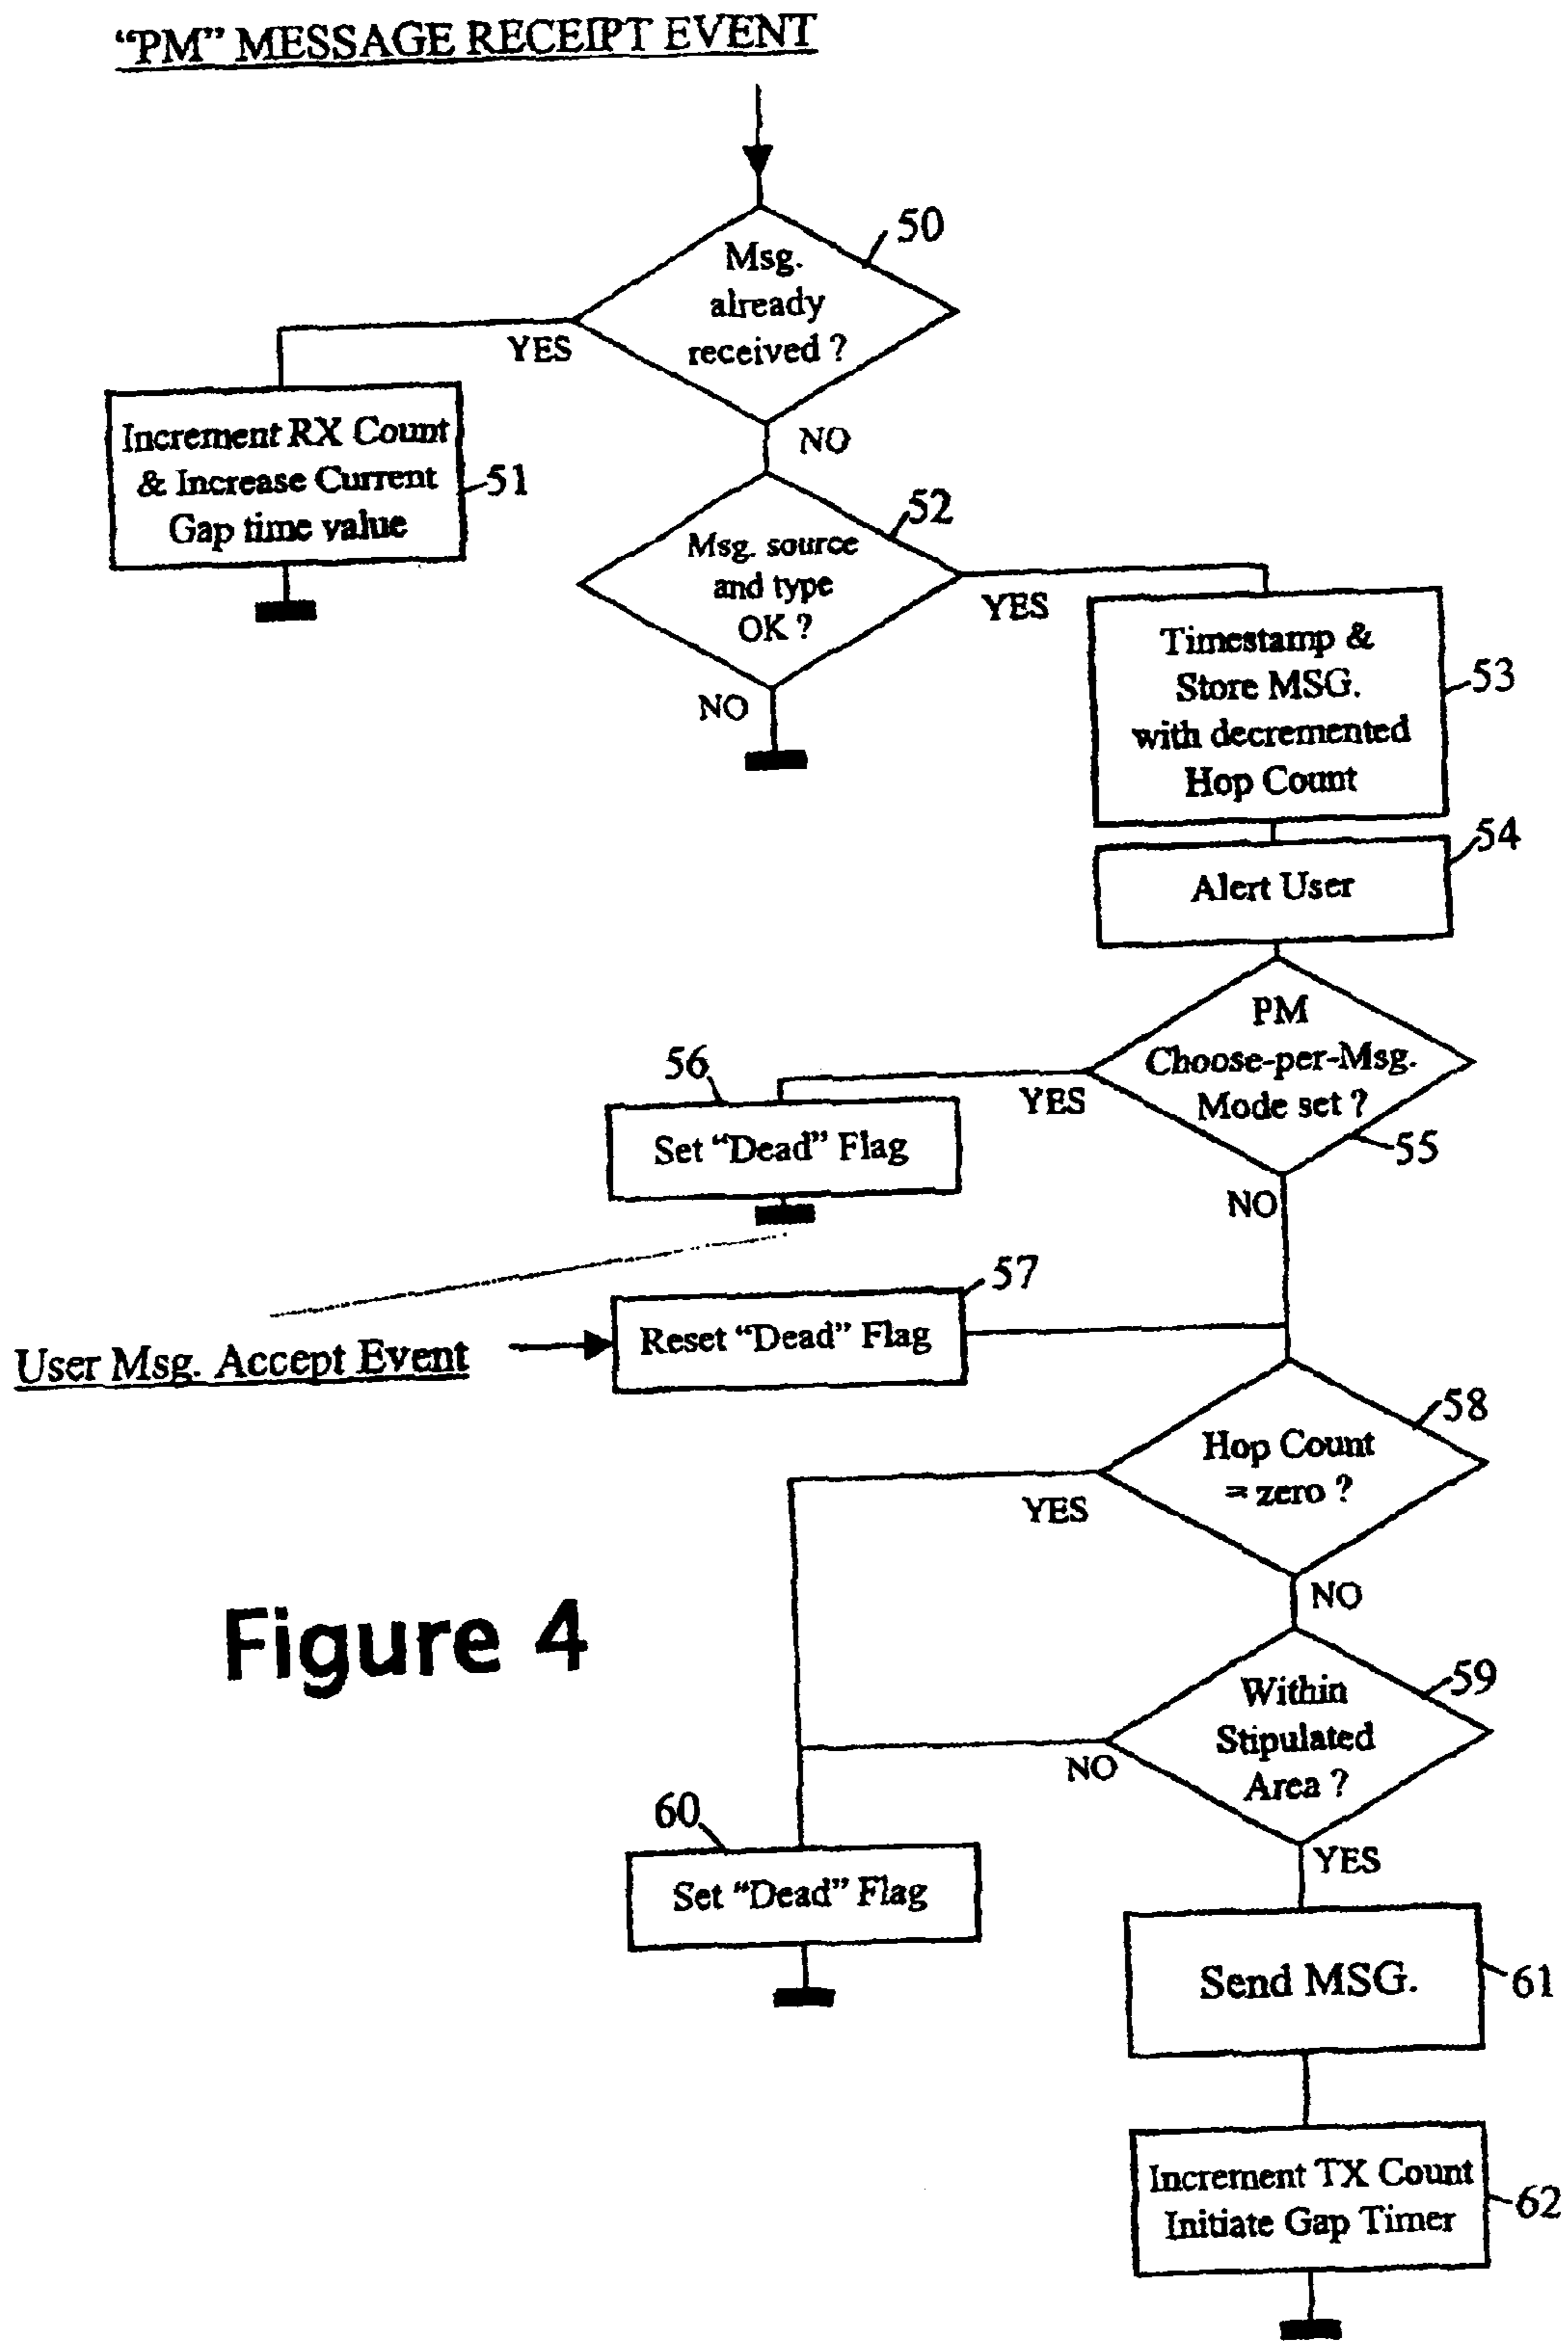 “PM” MESSAGE RECEIPT EVENT
50
Msg.
already
received ?
YES
NO
Increment RX Count
& Increase Current
Gap time value
51
52
Msg. source
and type
OK ?
YES
NO
Timestamp &
Store MSG.
with decremented
Hop Count
53
54
Alert User
PM
Choose-per-Msg.
Mode set ?
55
YES
NO
56
Set “Dead” Flag
57
User Msg. Accept Event
Reset “Dead” Flag
58
Hop Count
= zero ?
YES
NO
Figure 4
59
Within
Stipulated
Area ?
NO
YES
60
Set “Dead” Flag
Send MSG.
61
Increment TX Count
Initiate Gap Timer
62